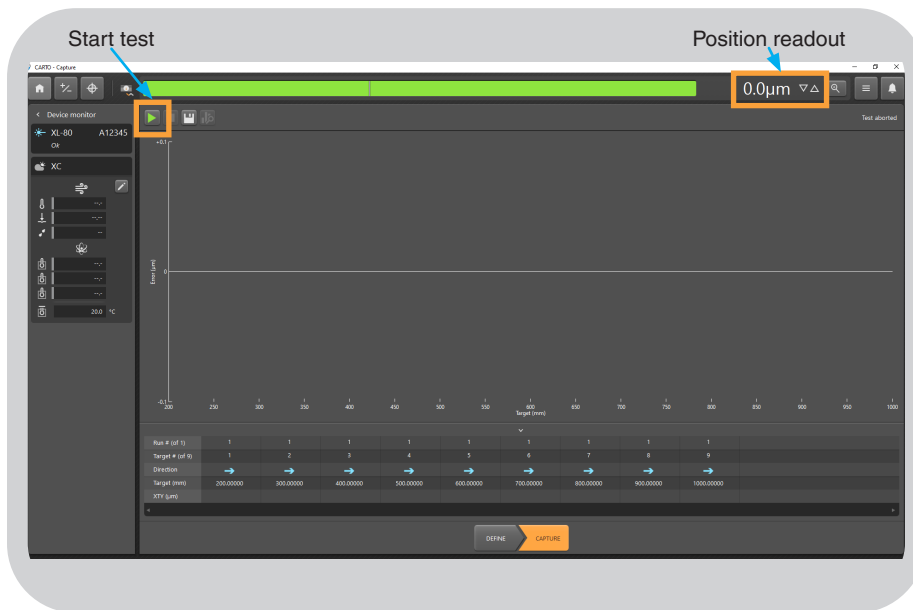 Start test
Position readout
CARTO - Capture
0.0µm
Device monitor
Test aborted
XL-80 A12345
Ok
XC
--.-
--.--
--
--.-
--.-
--.-
20.0 °C
+0.1
Error (µm)
0
-0.1
200 250 300 350 400 450 500 550 600 650 700 750 800 850 900 950 1000
Target (mm)
Run # (of 1) 1 1 1 1 1 1 1 1 1
Target # (of 9) 1 2 3 4 5 6 7 8 9
Direction
Target (mm) 200.00000 300.00000 400.00000 500.00000 600.00000 700.00000 800.00000 900.00000 1000.00000
XTY (µm)
DEFINE CAPTURE